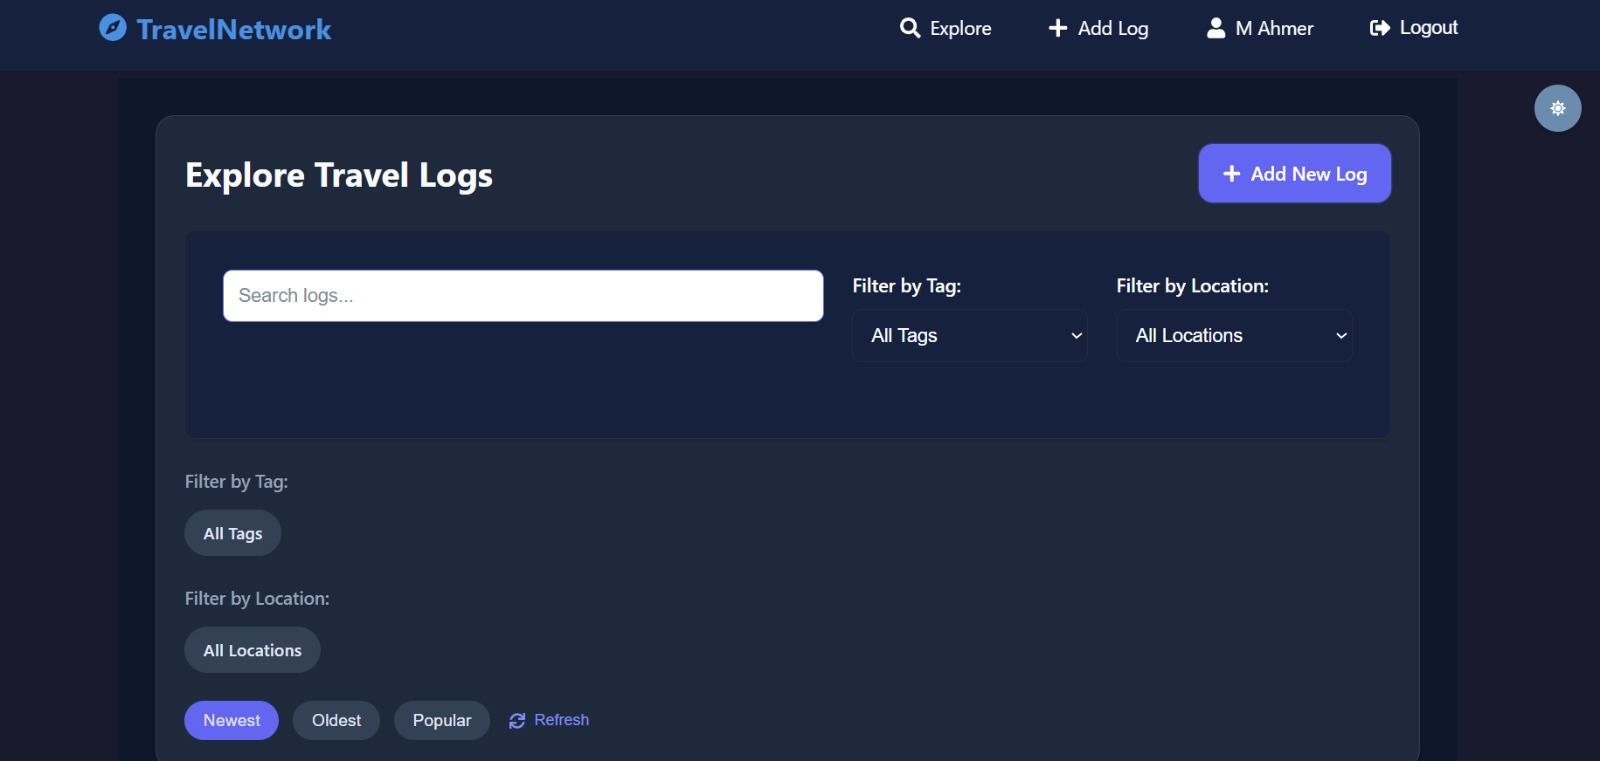 TravelNetwork
Explore
Add Log
M Ahmer
Logout
Explore Travel Logs
Add New Log
Search logs...
Filter by Tag:
All Tags
Filter by Location:
All Locations
Filter by Tag:
All Tags
Filter by Location:
All Locations
Newest
Oldest
Popular
Refresh